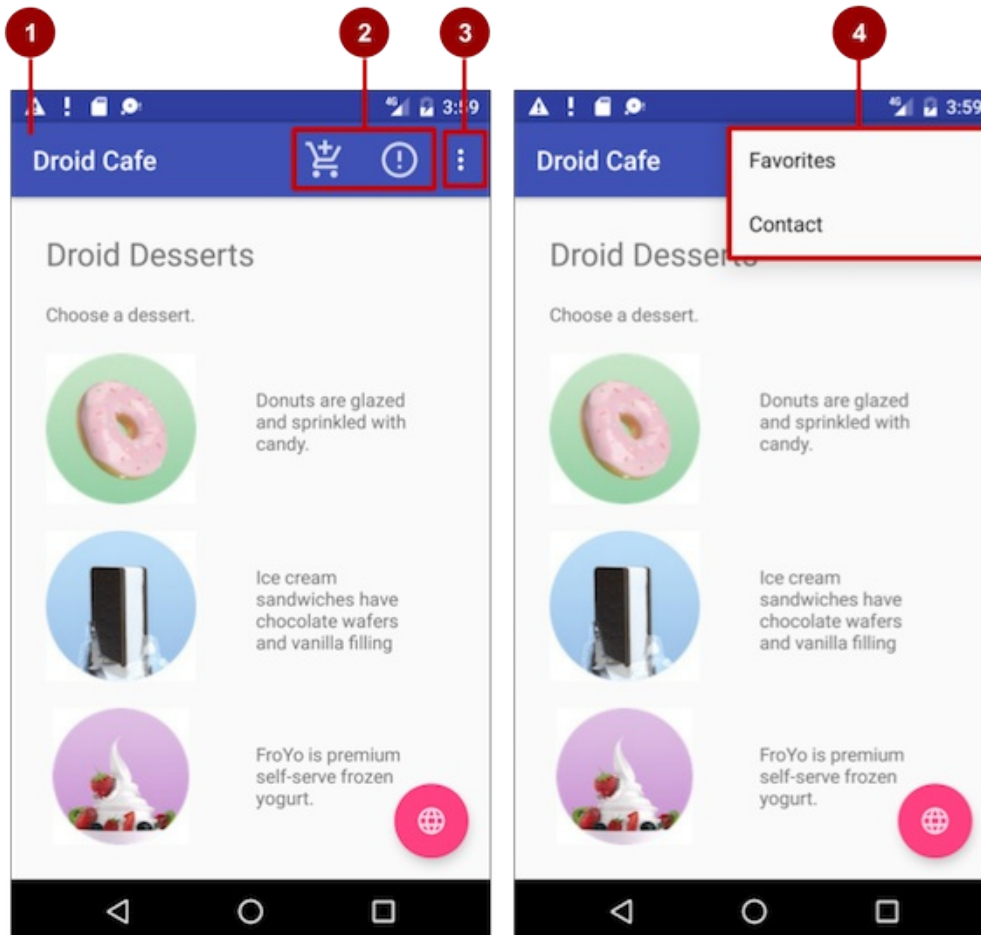 1
2
3
4
4G
3:59
Droid Cafe
Droid Desserts
Choose a dessert.
Donuts are glazed
and sprinkled with
candy.
Ice cream
sandwiches have
chocolate wafers
and vanilla filling
FroYo is premium
self-serve frozen
yogurt.
4G
3:59
Droid Cafe
Favorites
Contact
Droid Desserts
Choose a dessert.
Donuts are glazed
and sprinkled with
candy.
Ice cream
sandwiches have
chocolate wafers
and vanilla filling
FroYo is premium
self-serve frozen
yogurt.